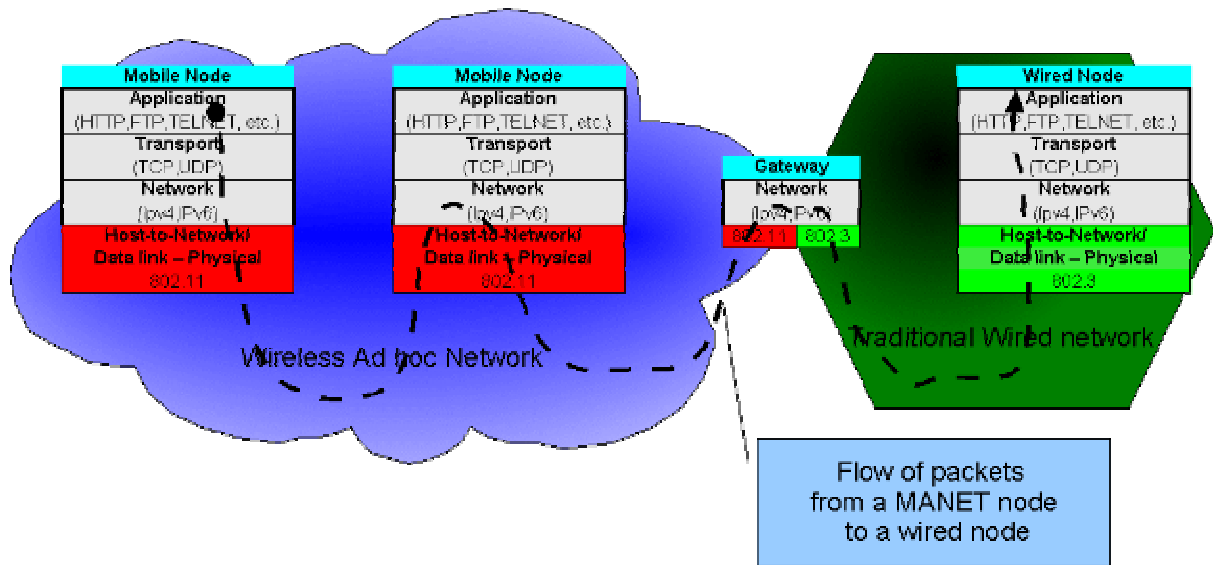 Mobile Node
Application
(HTTP,FTP,TELNET, etc.)
Transport
(TCP,UDP)
Network
(Ipv4,IPv6)
Host-to-Network/
Data link – Physical
802.11
Mobile Node
Application
(HTTP,FTP,TELNET, etc.)
Transport
(TCP,UDP)
Network
(Ipv4,IPv6)
Host-to-Network/
Data link – Physical
802.11
Gateway
Network
(Ipv4,IPv6)
802.11 802.3
Wired Node
Application
(HTTP,FTP,TELNET, etc.)
Transport
(TCP,UDP)
Network
(Ipv4,IPv6)
Host-to-Network/
Data link – Physical
802.3
Wireless Ad hoc Network
Traditional Wired network
Flow of packets
from a MANET node
to a wired node